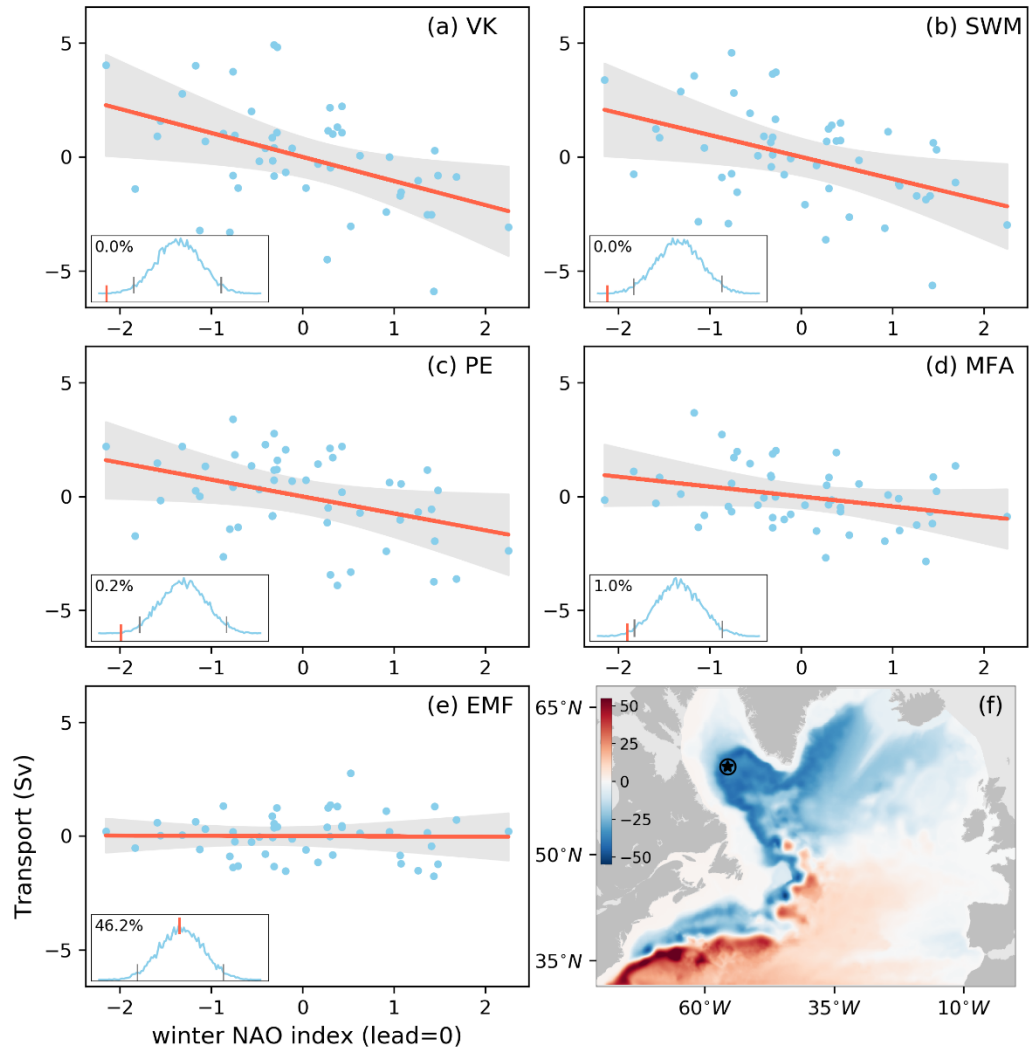 (a) VK
5
0
−5
0.0%
−2 −1 0 1 2
(b) SWM
5
0
−5
0.0%
−2 −1 0 1 2
(c) PE
5
0
−5
0.2%
−2 −1 0 1 2
(d) MFA
5
0
−5
1.0%
−2 −1 0 1 2
(e) EMF
5
0
−5
Transport (Sv)
46.2%
−2 −1 0 1 2
winter NAO index (lead=0)
(f)
50
25
0
−25
−50
65°N
50°N
35°N
60°W 35°W 10°W